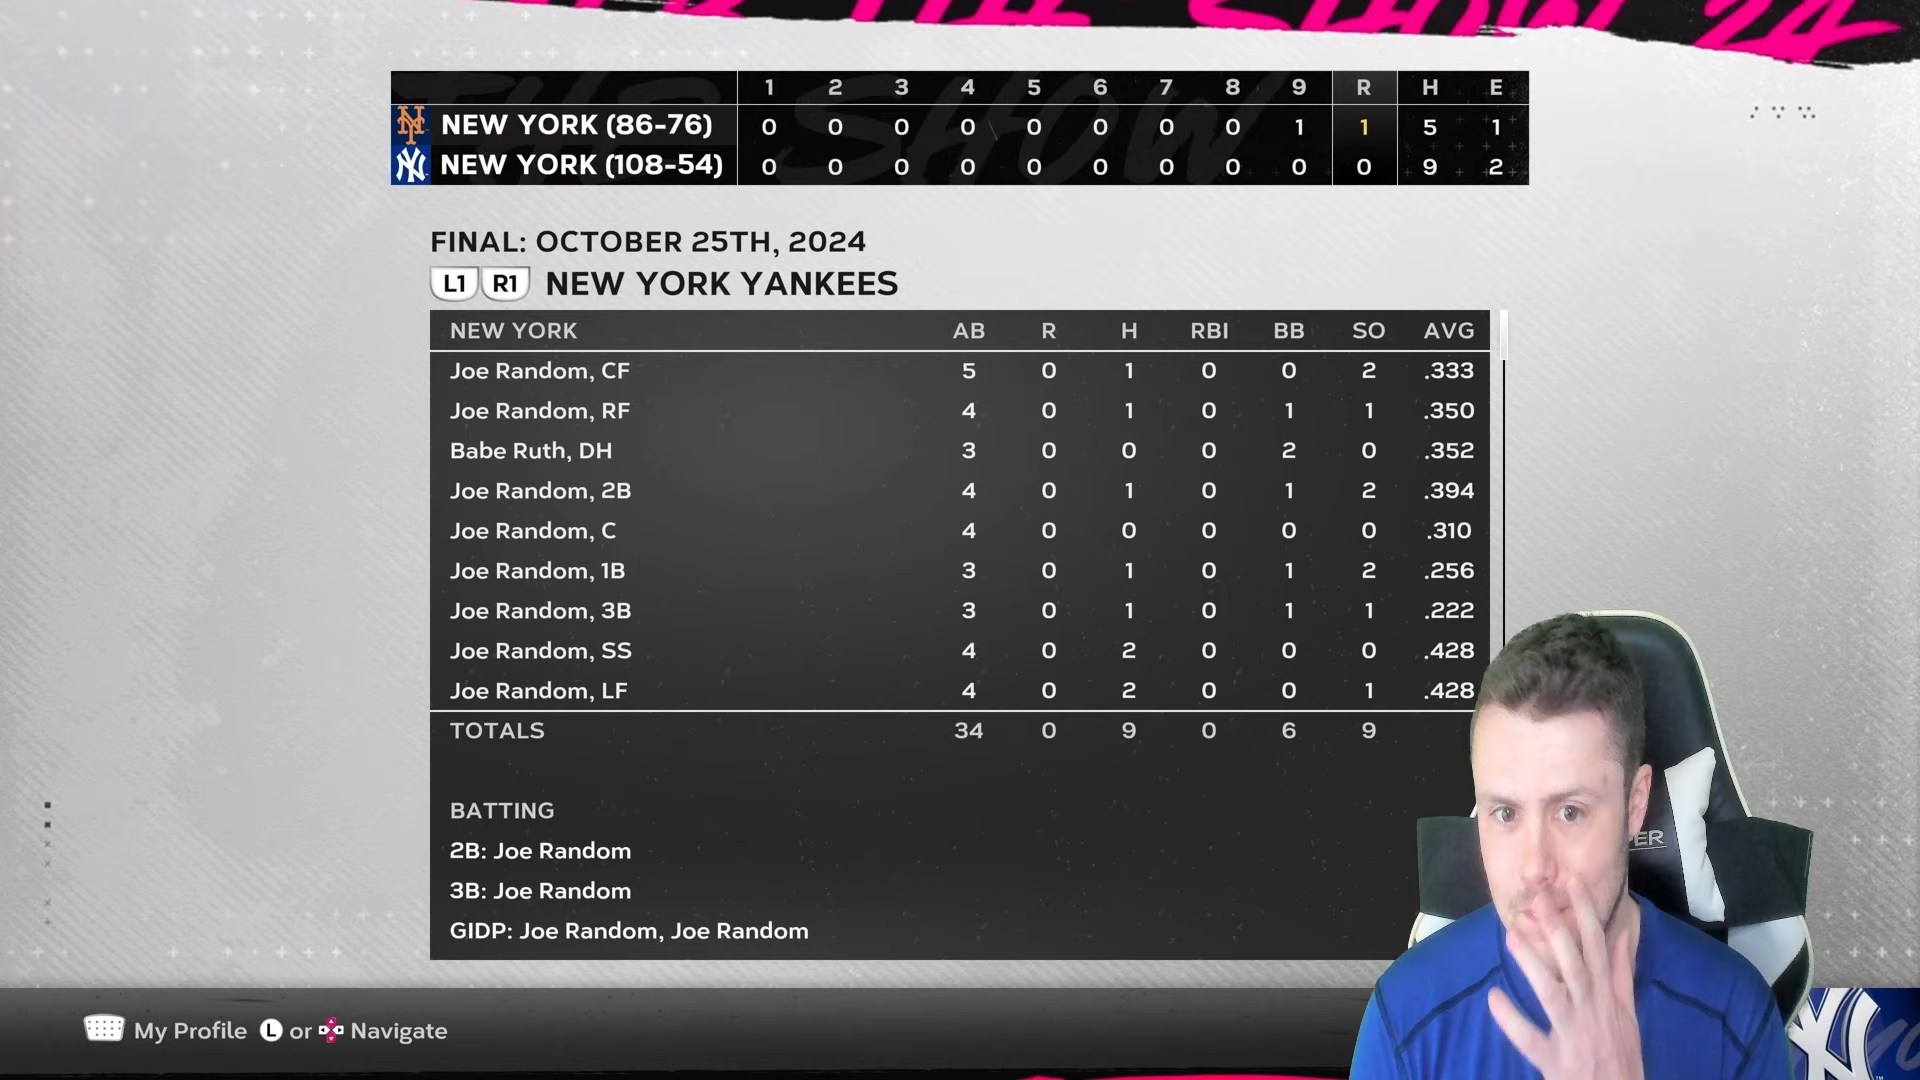 THE SHOW 24
1 2 3 4 5 6 7 8 9 R H E
NEW YORK (86-76) 0 0 0 0 0 0 0 0 1 1 5 1
NEW YORK (108-54) 0 0 0 0 0 0 0 0 0 0 9 2
FINAL: OCTOBER 25TH, 2024
L1 R1 NEW YORK YANKEES
NEW YORK AB R H RBI BB SO AVG
Joe Random, CF 5 0 1 0 0 2 .333
Joe Random, RF 4 0 1 0 1 1 .350
Babe Ruth, DH 3 0 0 0 2 0 .352
Joe Random, 2B 4 0 1 0 1 2 .394
Joe Random, C 4 0 0 0 0 0 .310
Joe Random, 1B 3 0 1 0 1 2 .256
Joe Random, 3B 3 0 1 0 1 1 .222
Joe Random, SS 4 0 2 0 0 0 .428
Joe Random, LF 4 0 2 0 0 1 .428
TOTALS 34 0 9 0 6 9
BATTING
2B: Joe Random
3B: Joe Random
GIDP: Joe Random, Joe Random
My Profile L or Navigate